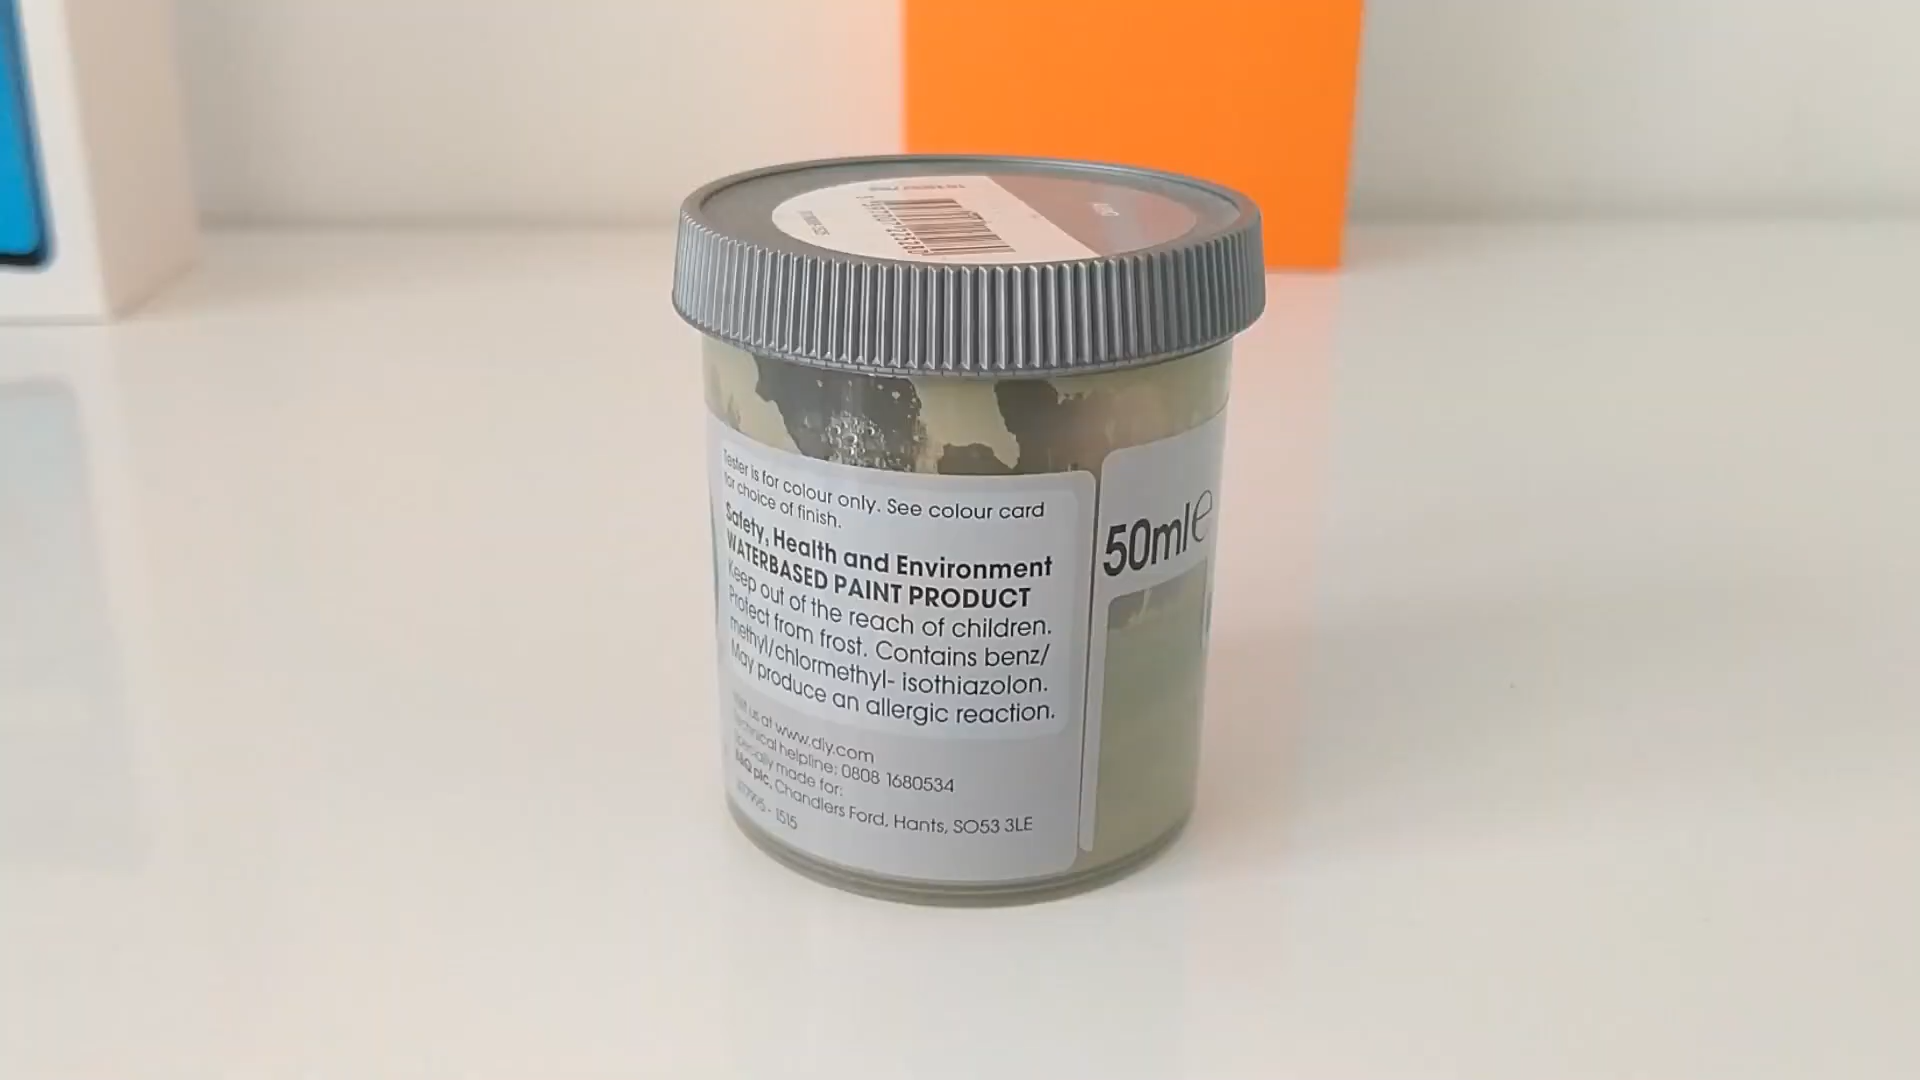 Tester is for colour only. See colour card
for choice of finish.
Safety, Health and Environment
WATERBASED PAINT PRODUCT
Keep out of the reach of children.
Protect from frost. Contains benz/
methyl/chlormethyl- isothiazolon.
May produce an allergic reaction.
Visit us at www.diy.com
Technical helpline: 0808 1680534
Specially made for:
B&Q plc, Chandlers Ford, Hants, SO53 3LE
- 1515
50ml e